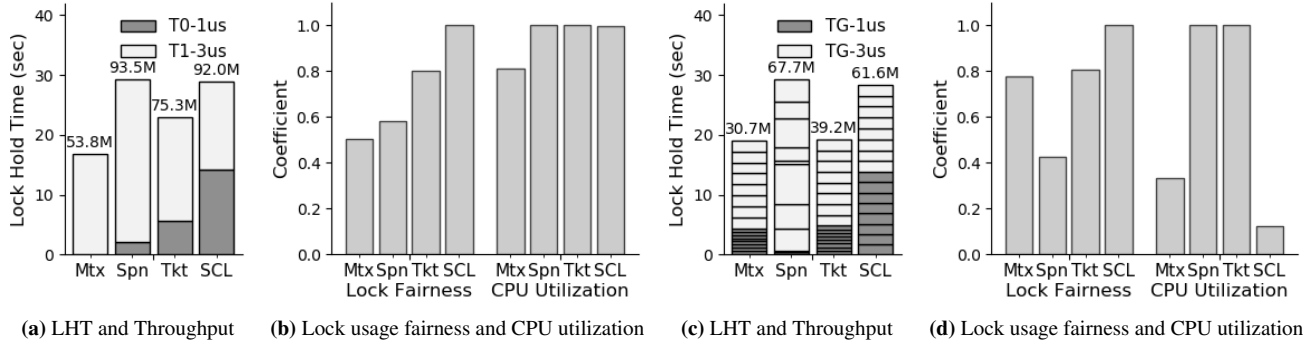 Lock Hold Time (sec)
40
30
20
10
0
T0-1us
T1-3us
53.8M
93.5M
75.3M
92.0M
Mtx Spn Tkt SCL
(a) LHT and Throughput
Coefficient
1.0
0.8
0.6
0.4
0.2
0.0
Mtx Spn Tkt SCL Mtx Spn Tkt SCL
Lock Fairness CPU Utilization
(b) Lock usage fairness and CPU utilization
Lock Hold Time (sec)
40
30
20
10
0
TG-1us
TG-3us
30.7M
67.7M
39.2M
61.6M
Mtx Spn Tkt SCL
(c) LHT and Throughput
Coefficient
1.0
0.8
0.6
0.4
0.2
0.0
Mtx Spn Tkt SCL Mtx Spn Tkt SCL
Lock Fairness CPU Utilization
(d) Lock usage fairness and CPU utilization